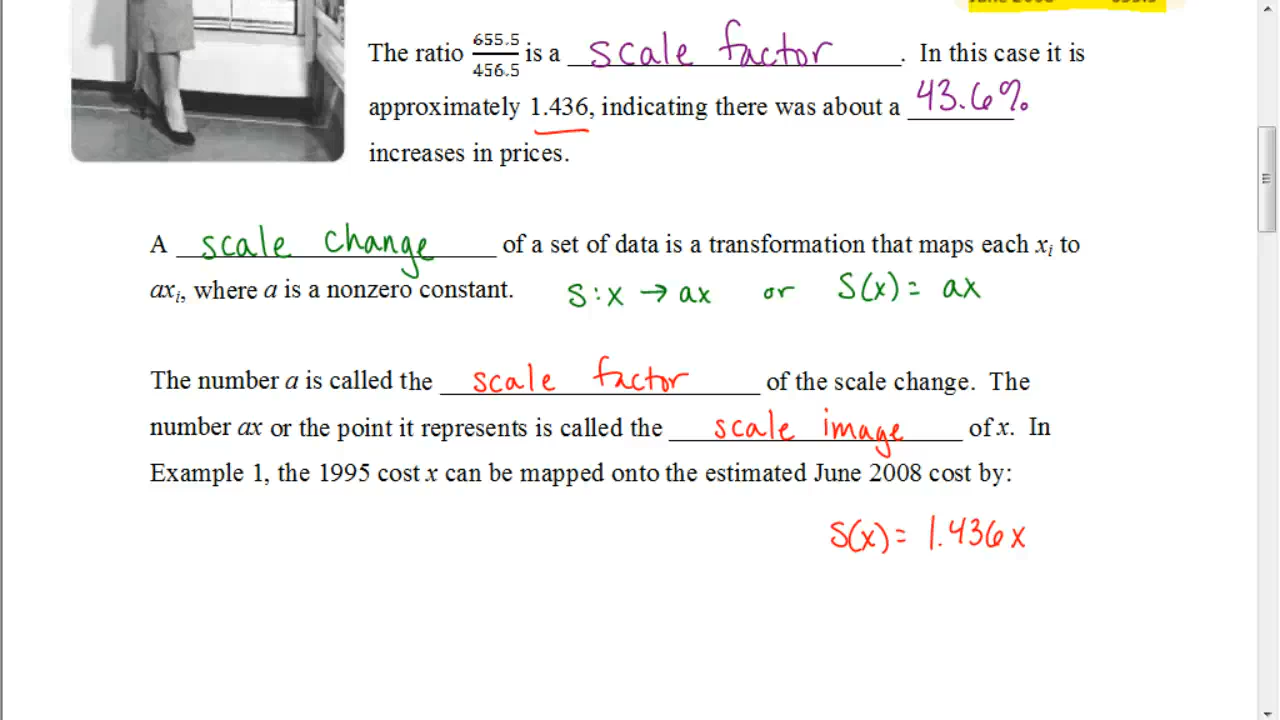 The ratio 655.5/456.5 is a scale factor. In this case it is
approximately 1.436, indicating there was about a 43.6%
increases in prices.
A scale change of a set of data is a transformation that maps each xᵢ to
axᵢ, where a is a nonzero constant. S:x → ax or S(x) = ax
The number a is called the scale factor of the scale change. The
number ax or the point it represents is called the scale image of x. In
Example 1, the 1995 cost x can be mapped onto the estimated June 2008 cost by:
S(x) = 1.436x